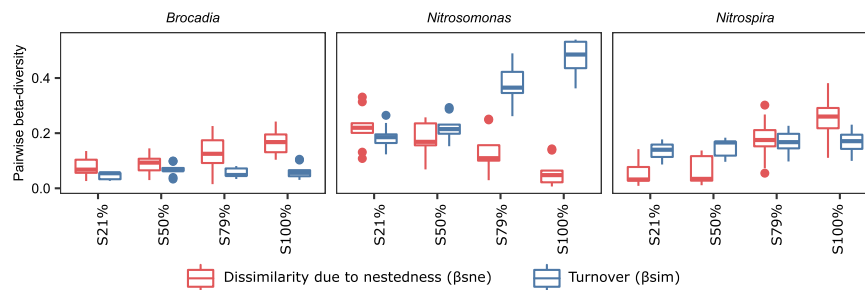 Brocadia
Nitrosomonas
Nitrospira
Pairwise beta-diversity
0.4
0.2
0.0
S21%
S50%
S79%
S100%
S21%
S50%
S79%
S100%
S21%
S50%
S79%
S100%
Dissimilarity due to nestedness (βsne)
Turnover (βsim)